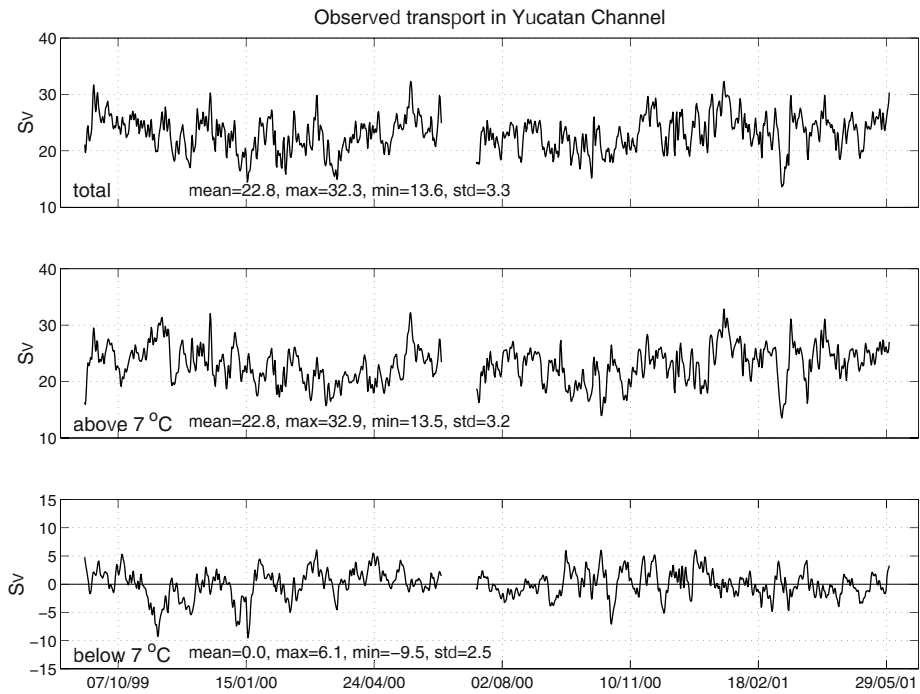 Observed transport in Yucatan Channel
40
30
20
10
Sv
total
mean=22.8, max=32.3, min=13.6, std=3.3
40
30
20
10
Sv
above 7 °C
mean=22.8, max=32.9, min=13.5, std=3.2
15
10
5
0
−5
−10
−15
Sv
below 7 °C
mean=0.0, max=6.1, min=−9.5, std=2.5
07/10/99 15/01/00 24/04/00 02/08/00 10/11/00 18/02/01 29/05/01